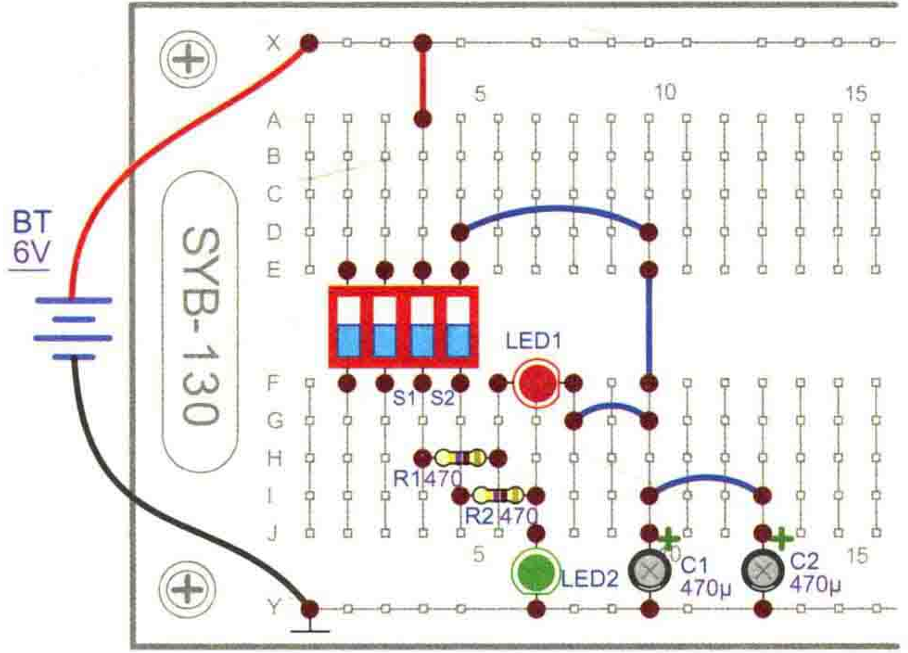 X
5
10
15
A
B
C
D
E
BT
6V
SYB-130
LED1
F
S1 S2
G
H
R1 470
I
R2 470
J
5
10
15
+
+
C1
470µ
C2
470µ
LED2
Y